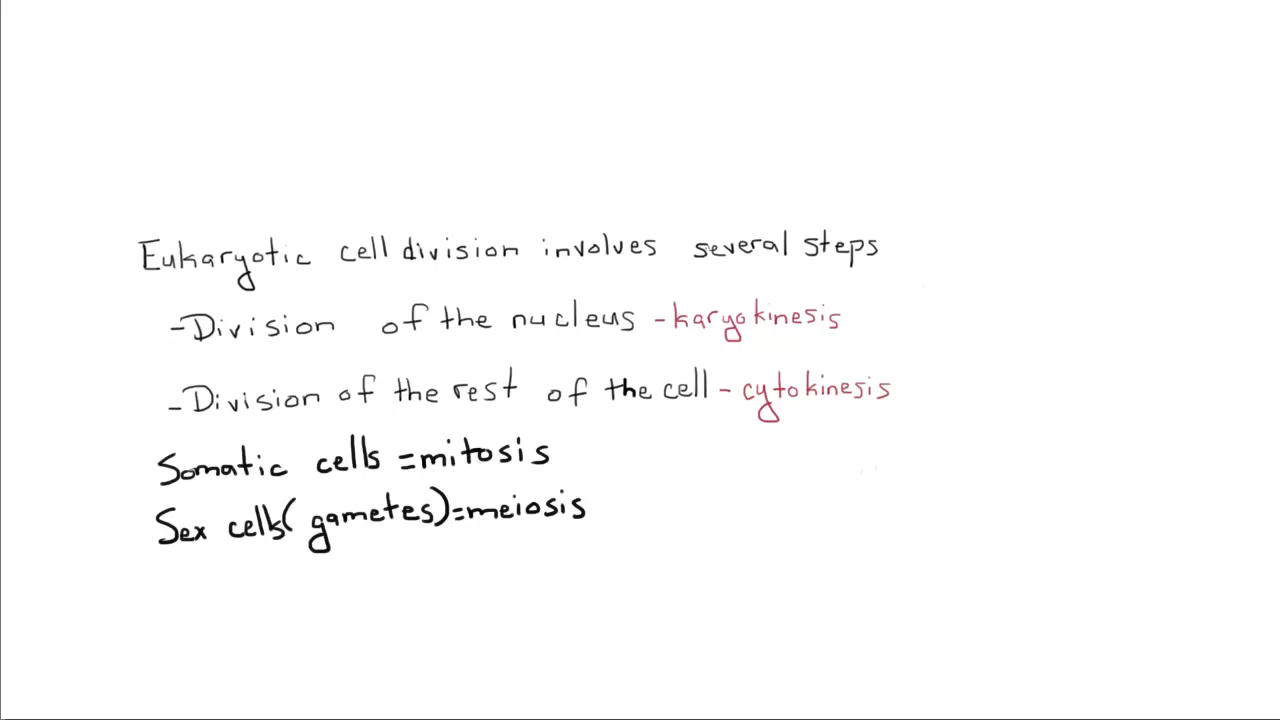 Eukaryotic cell division involves several steps
-Division of the nucleus -karyokinesis
-Division of the rest of the cell - cytokinesis
Somatic cells =mitosis
Sex cells( gametes)=meiosis